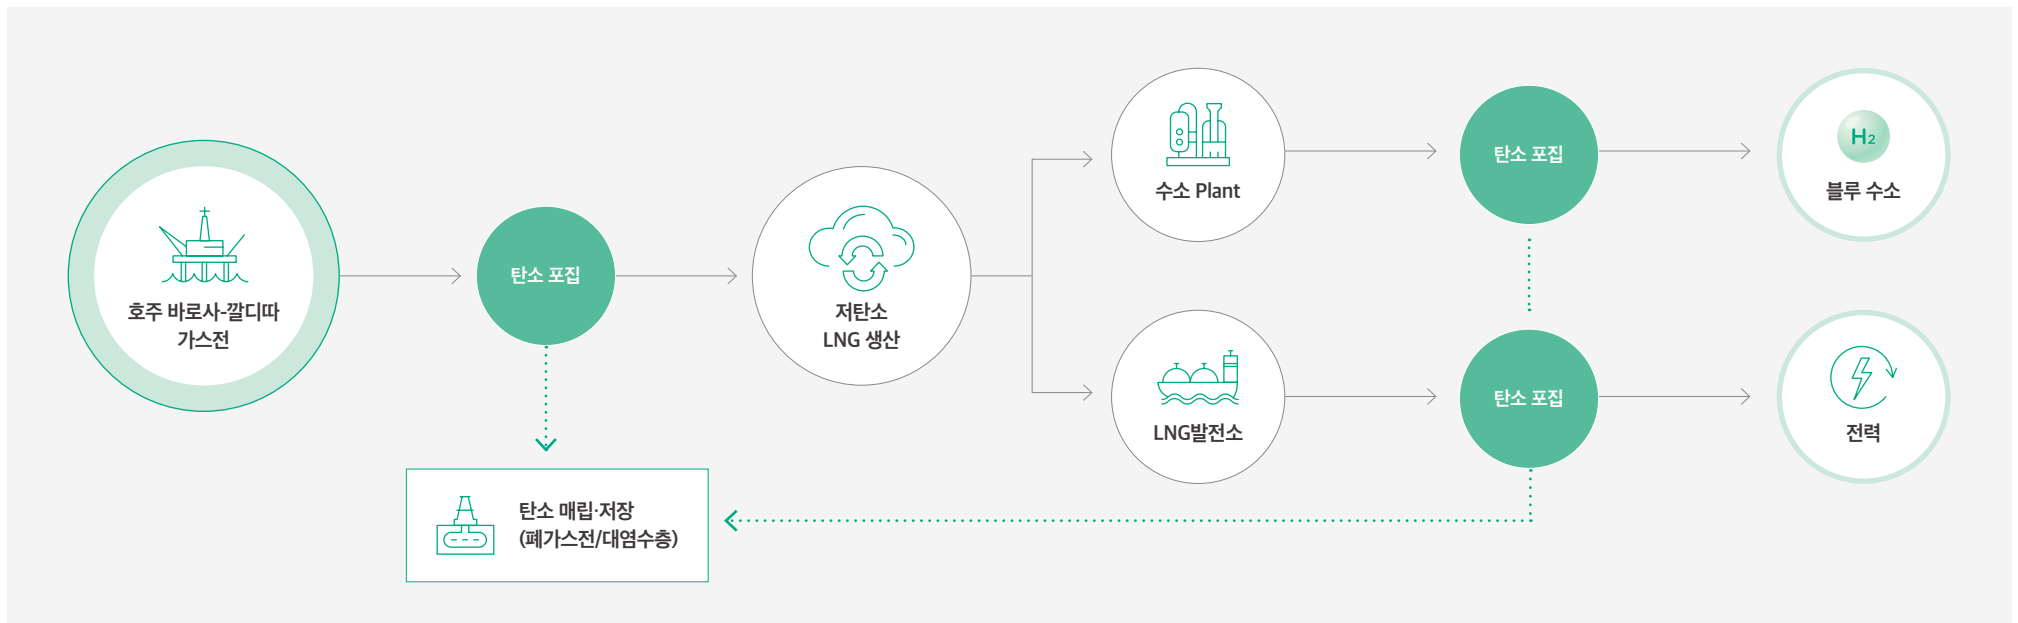 호주 바로사-깔디따
가스전
탄소 포집
저탄소
LNG 생산
수소 Plant
탄소 포집
H2
블루 수소
LNG발전소
탄소 포집
전력
탄소 매립·저장
(폐가스전/대염수층)